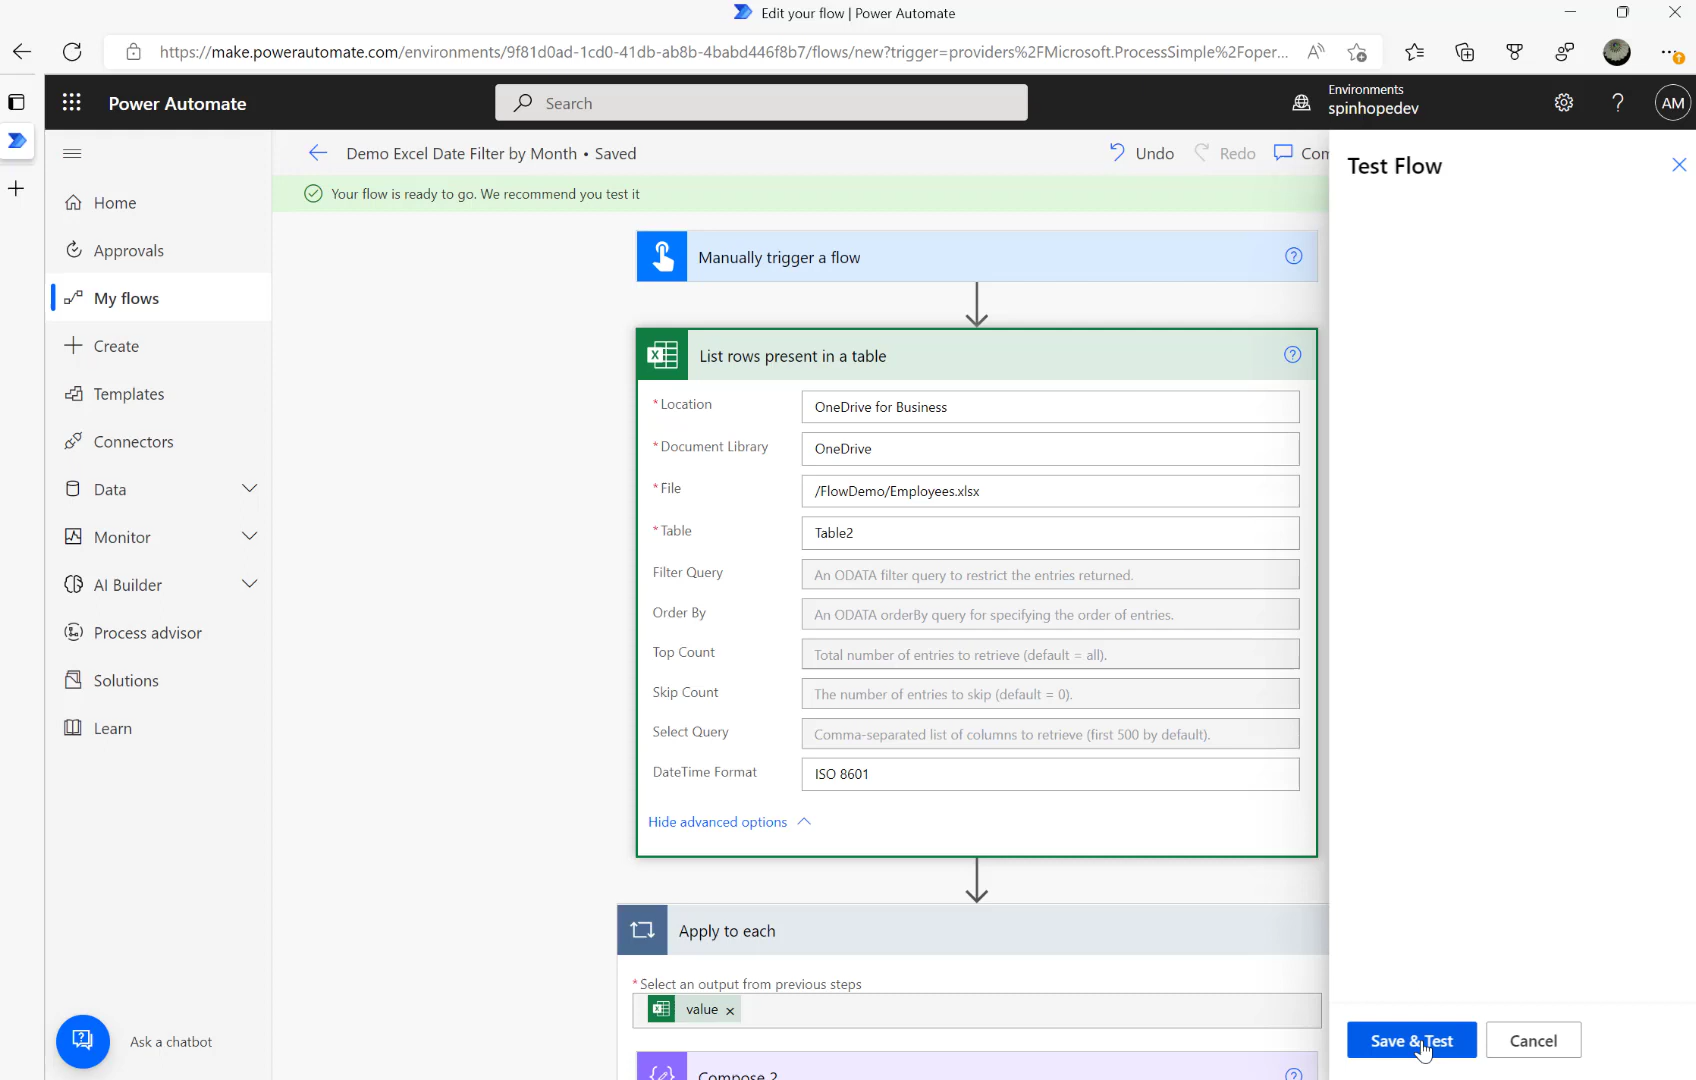 Edit your flow | Power Automate
https://make.powerautomate.com/environments/9f81d0ad-1cd0-41db-ab8b-4babd446f8b7/flows/new?trigger=providers%2FMicrosoft.ProcessSimple%2Foper...
Power Automate
Search
Environments
spinhopedev
?
AM
Demo Excel Date Filter by Month • Saved
Undo
Redo
Com
Test Flow
Your flow is ready to go. We recommend you test it
Home
Approvals
My flows
Create
Templates
Connectors
Data
Monitor
AI Builder
Process advisor
Solutions
Learn
Ask a chatbot
Manually trigger a flow
List rows present in a table
* Location
OneDrive for Business
* Document Library
OneDrive
* File
/FlowDemo/Employees.xlsx
* Table
Table2
Filter Query
An ODATA filter query to restrict the entries returned.
Order By
An ODATA orderBy query for specifying the order of entries.
Top Count
Total number of entries to retrieve (default = all).
Skip Count
The number of entries to skip (default = 0).
Select Query
Comma-separated list of columns to retrieve (first 500 by default).
DateTime Format
ISO 8601
Hide advanced options
Apply to each
* Select an output from previous steps
value ×
Compose 2
Save & Test
Cancel